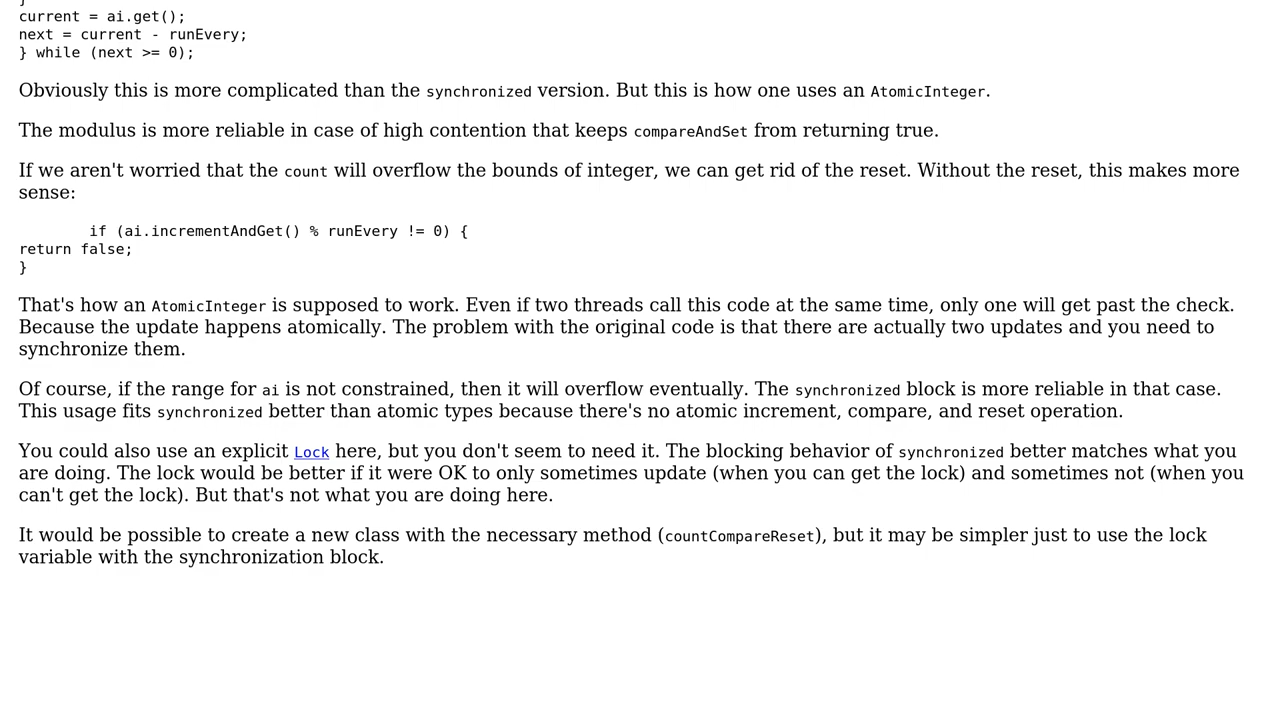 }
current = ai.get();
next = current - runEvery;
} while (next >= 0);
Obviously this is more complicated than the synchronized version. But this is how one uses an AtomicInteger.
The modulus is more reliable in case of high contention that keeps compareAndSet from returning true.
If we aren't worried that the count will overflow the bounds of integer, we can get rid of the reset. Without the reset, this makes more
sense:
if (ai.incrementAndGet() % runEvery != 0) {
return false;
}
That's how an AtomicInteger is supposed to work. Even if two threads call this code at the same time, only one will get past the check.
Because the update happens atomically. The problem with the original code is that there are actually two updates and you need to
synchronize them.
Of course, if the range for ai is not constrained, then it will overflow eventually. The synchronized block is more reliable in that case.
This usage fits synchronized better than atomic types because there's no atomic increment, compare, and reset operation.
You could also use an explicit Lock here, but you don't seem to need it. The blocking behavior of synchronized better matches what you
are doing. The lock would be better if it were OK to only sometimes update (when you can get the lock) and sometimes not (when you
can't get the lock). But that's not what you are doing here.
It would be possible to create a new class with the necessary method (countCompareReset), but it may be simpler just to use the lock
variable with the synchronization block.